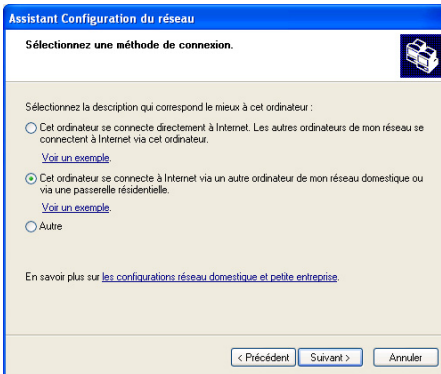 Assistant Configuration du réseau
Sélectionnez une méthode de connexion.
Sélectionnez la description qui correspond le mieux à cet ordinateur :
Cet ordinateur se connecte directement à Internet. Les autres ordinateurs de mon réseau se
connectent à Internet via cet ordinateur.
Voir un exemple.
Cet ordinateur se connecte à Internet via un autre ordinateur de mon réseau domestique ou
via une passerelle résidentielle.
Voir un exemple.
Autre
En savoir plus sur les configurations réseau domestique et petite entreprise.
< Précédent Suivant > Annuler